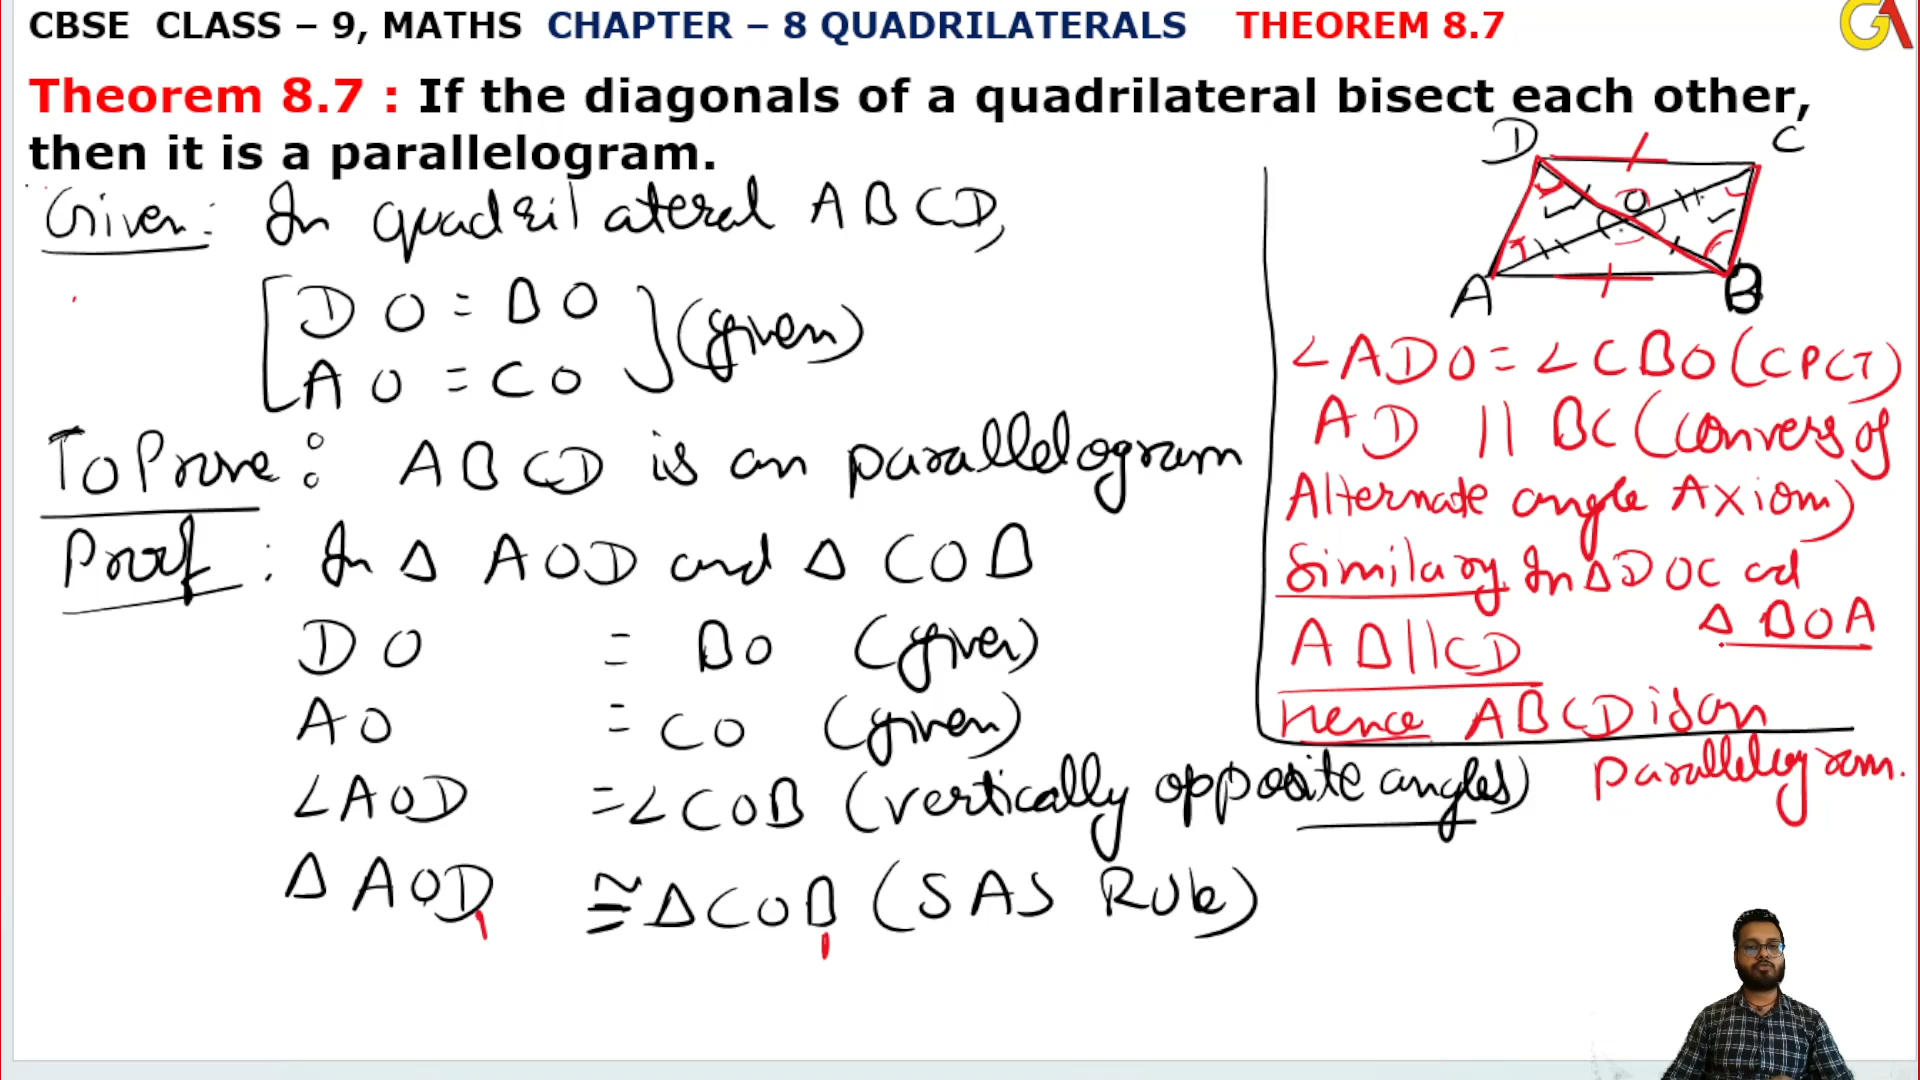 CBSE CLASS – 9, MATHS CHAPTER – 8 QUADRILATERALS THEOREM 8.7
GA
Theorem 8.7 : If the diagonals of a quadrilateral bisect each other,
then it is a parallelogram.
Given: In quadrilateral ABCD,
DO = BO
AO = CO
(given)
To Prove : ABCD is an parallelogram
Proof : In Δ AOD and Δ COB
DO = BO (given)
AO = CO (given)
∠AOD = ∠COB (vertically opposite angles)
Δ AOD ≅ Δ COB (SAS Rule)
D C
O
A B
∠ADO = ∠CBO (CPCT)
AD || BC (Convers of
Alternate angle Axiom)
Similary In Δ DOC ad
Δ BOA
AB||CD
Hence ABCD is an
parallelogram.